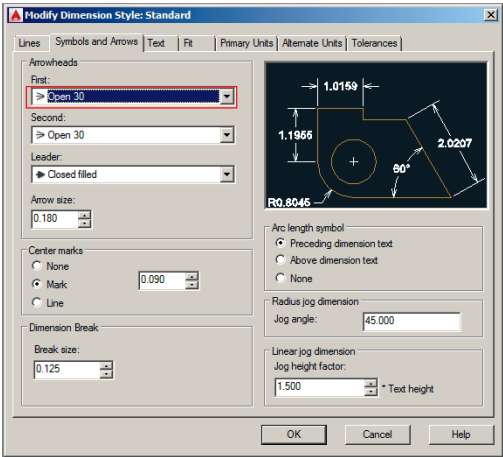 Modify Dimension Style: Standard
Lines Symbols and Arrows Text Fit Primary Units Alternate Units Tolerances
Arrowheads
First:
Open 30
Second:
Open 30
Leader:
Closed filled
Arrow size:
0.180
Center marks
None
Mark
0.090
Line
Dimension Break
Break size:
0.125
1.0159
1.1955
2.0207
60°
R0.8045
Arc length symbol
Preceding dimension text
Above dimension text
None
Radius jog dimension
Jog angle: 45.000
Linear jog dimension
Jog height factor:
1.500 * Text height
OK Cancel Help